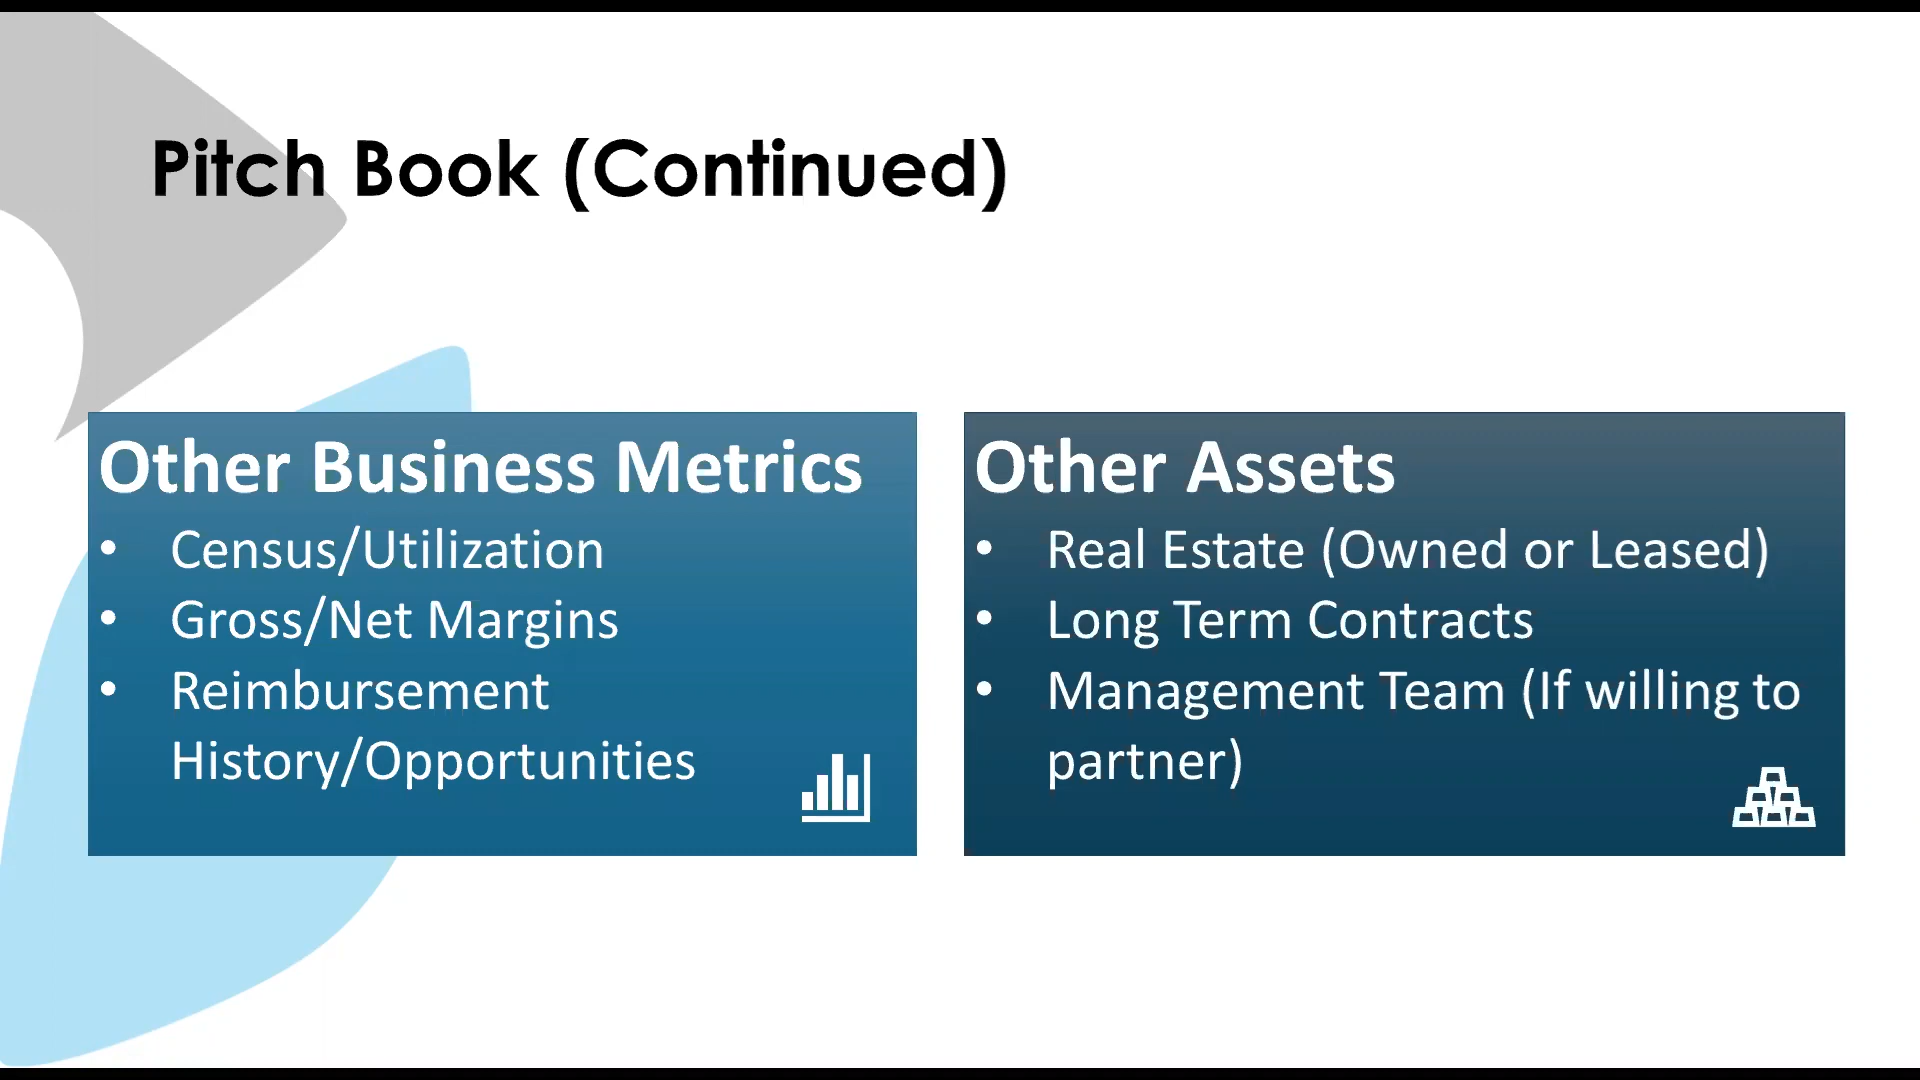 Pitch Book (Continued)
Other Business Metrics
• Census/Utilization
• Gross/Net Margins
• Reimbursement
History/Opportunities
Other Assets
• Real Estate (Owned or Leased)
• Long Term Contracts
• Management Team (If willing to
partner)